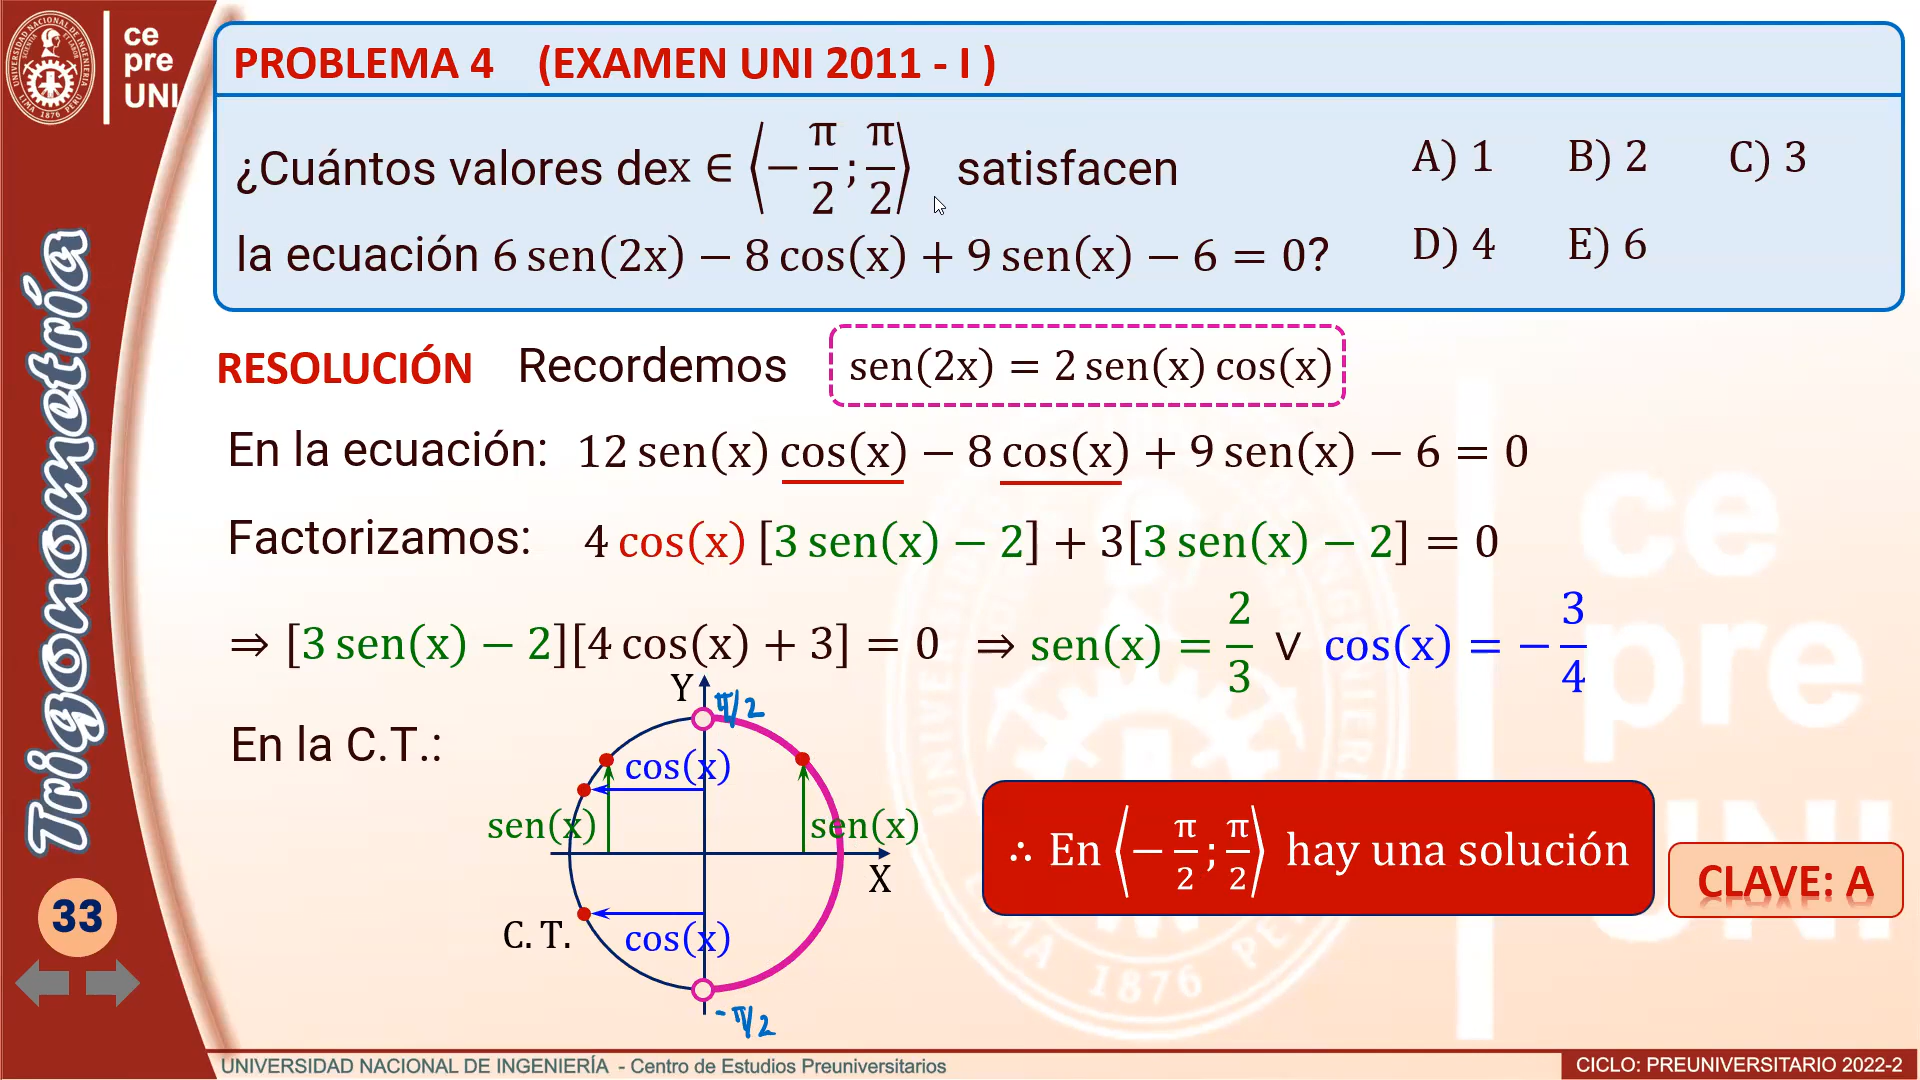 ce
pre
UNI
PROBLEMA 4 (EXAMEN UNI 2011 - I )
¿Cuántos valores dex ∈ ⟨−π/2 ; π/2⟩ satisfacen
la ecuación 6 sen(2x) − 8 cos(x) + 9 sen(x) − 6 = 0?
A) 1 B) 2 C) 3
D) 4 E) 6
RESOLUCIÓN Recordemos sen(2x) = 2 sen(x) cos(x)
En la ecuación: 12 sen(x) cos(x) − 8 cos(x) + 9 sen(x) − 6 = 0
Factorizamos: 4 cos(x) [3 sen(x) − 2] + 3[3 sen(x) − 2] = 0
⇒ [3 sen(x) − 2][4 cos(x) + 3] = 0 ⇒ sen(x) = 2/3 ∨ cos(x) = −3/4
En la C.T.:
Y π/2
cos(x)
sen(x) sen(x)
X
C. T.
cos(x)
-π/2
∴ En ⟨−π/2 ; π/2⟩ hay una solución
CLAVE: A
Trigonometría
33
UNIVERSIDAD NACIONAL DE INGENIERÍA - Centro de Estudios Preuniversitarios
CICLO: PREUNIVERSITARIO 2022-2